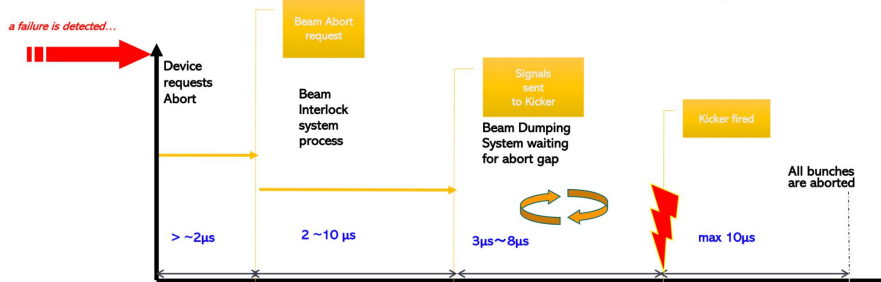 a failure is detected...
Device
requests
Abort
Beam Abort
request
Beam
Interlock
system
process
Signals
sent
to Kicker
Beam Dumping
System waiting
for abort gap
Kicker fired
All bunches
are aborted
> ~2μs
2 ~10 μs
3μs～8μs
max 10μs